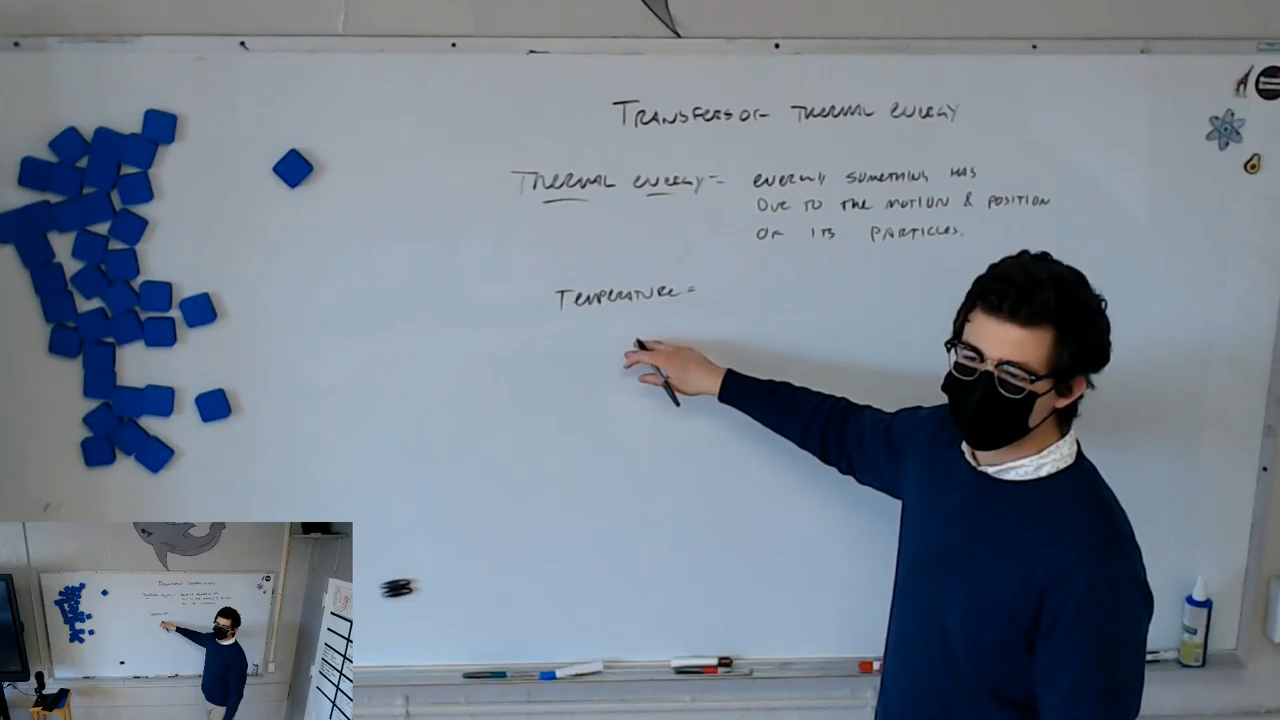 TRANSFERS OF THERMAL ENERGY
THERMAL ENERGY = ENERGY SOMETHING HAS
DUE TO THE MOTION & POSITION
OF ITS PARTICLES.
TEMPERATURE =